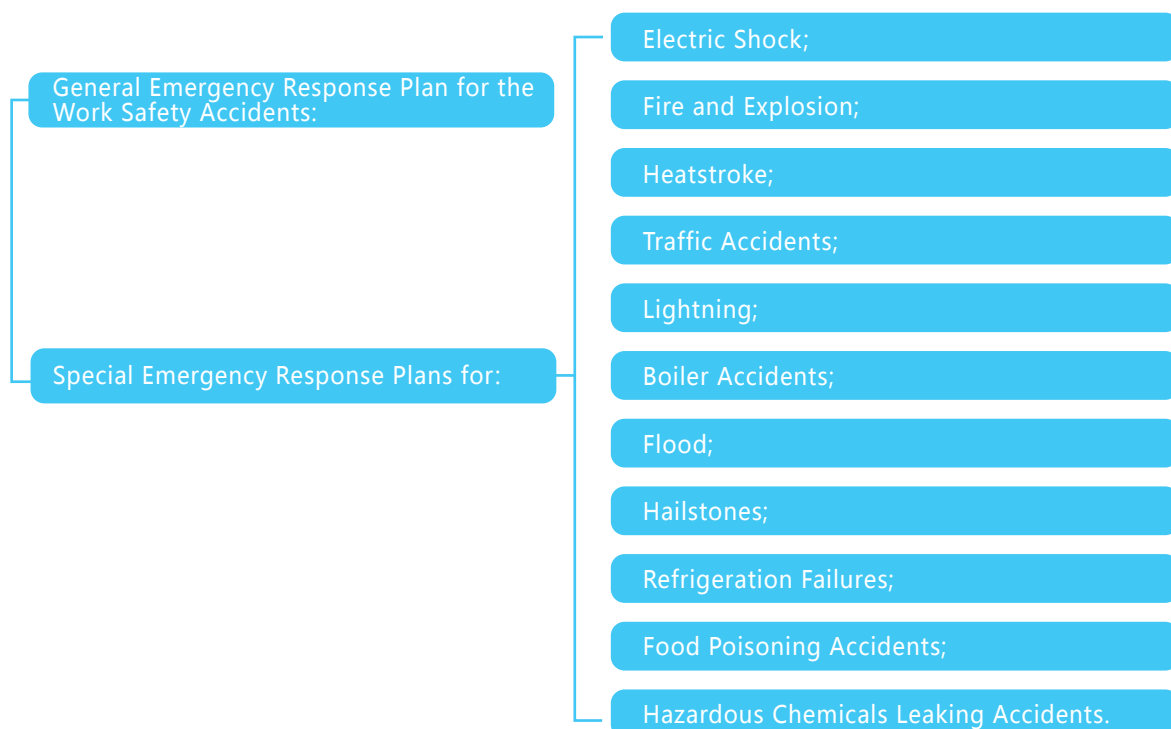 General Emergency Response Plan for the
Work Safety Accidents:
Special Emergency Response Plans for:
Electric Shock;
Fire and Explosion;
Heatstroke;
Traffic Accidents;
Lightning;
Boiler Accidents;
Flood;
Hailstones;
Refrigeration Failures;
Food Poisoning Accidents;
Hazardous Chemicals Leaking Accidents.